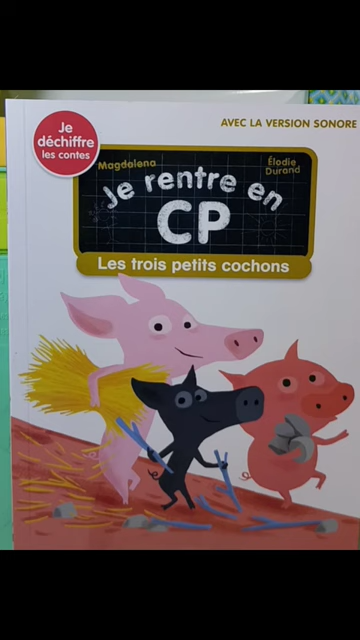 AVEC LA VERSION SONORE
Je
déchiffre
les contes
Magdalena
Élodie
Durand
Je rentre en
CP
Les trois petits cochons